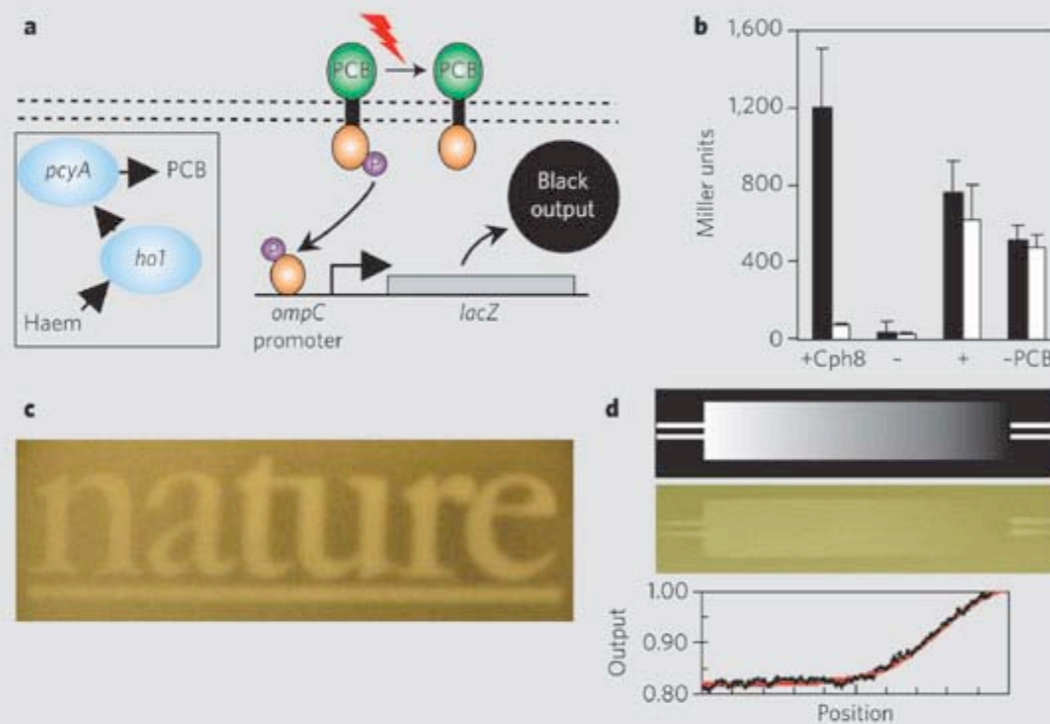 a
PCB
PCB
P
pcyA
PCB
ho1
Haem
P
ompC
promoter
lacZ
Black
output
b
Miller units
1,600
1,200
800
400
0
+Cph8
-
+
-PCB
c
nature
d
Output
1.00
0.90
0.80
Position